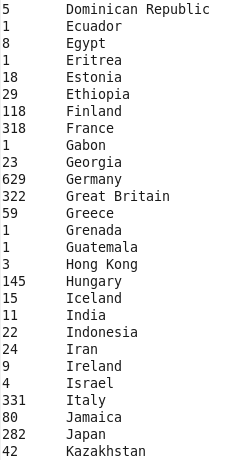 5 Dominican Republic
1 Ecuador
8 Egypt
1 Eritrea
18 Estonia
29 Ethiopia
118 Finland
318 France
1 Gabon
23 Georgia
629 Germany
322 Great Britain
59 Greece
1 Grenada
1 Guatemala
3 Hong Kong
145 Hungary
15 Iceland
11 India
22 Indonesia
24 Iran
9 Ireland
4 Israel
331 Italy
80 Jamaica
282 Japan
42 Kazakhstan